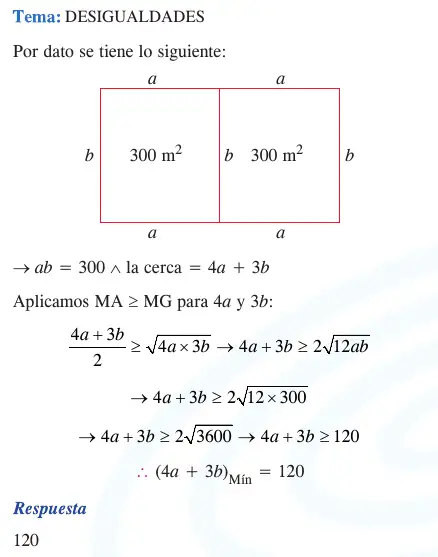 Tema: DESIGUALDADES
Por dato se tiene lo siguiente:
a a
b 300 m² b 300 m² b
a a
→ ab = 300 ∧ la cerca = 4a + 3b
Aplicamos MA ≥ MG para 4a y 3b:
(4a + 3b)/2 ≥ √(4a × 3b) → 4a + 3b ≥ 2√(12ab)
→ 4a + 3b ≥ 2√(12 × 300)
→ 4a + 3b ≥ 2√3600 → 4a + 3b ≥ 120
∴ (4a + 3b)Mín = 120
Respuesta
120